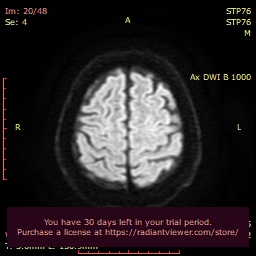 Im: 20/48
STP76
Se: 4
STP76
M
A
Ax DWI B 1000
R
L
You have 30 days left in your trial period.
Purchase a license at https://radiantviewer.com/store/